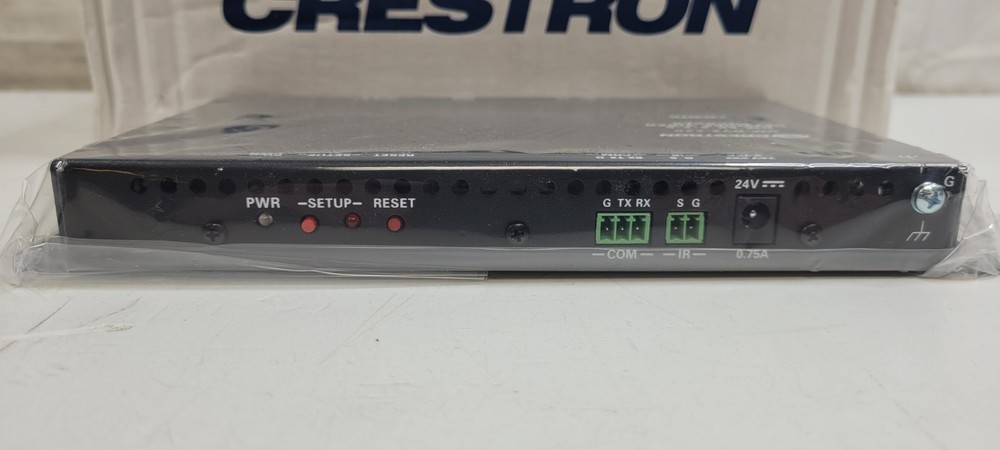 CRESTRON
PWR
-SETUP-
RESET
G TX RX
COM
S G
IR
24V
0.75A
G